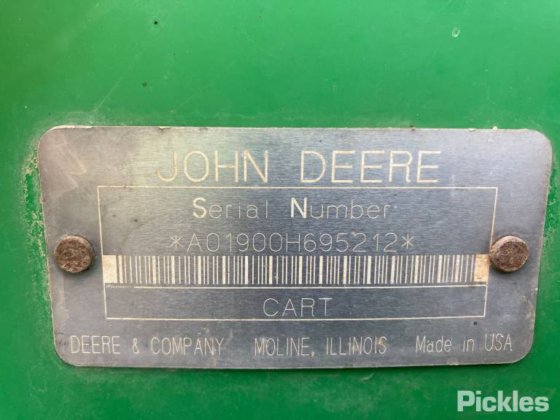 JOHN DEERE
Serial Number
*A01900H695212*
CART
DEERE & COMPANY MOLINE, ILLINOIS Made in USA
Pickles